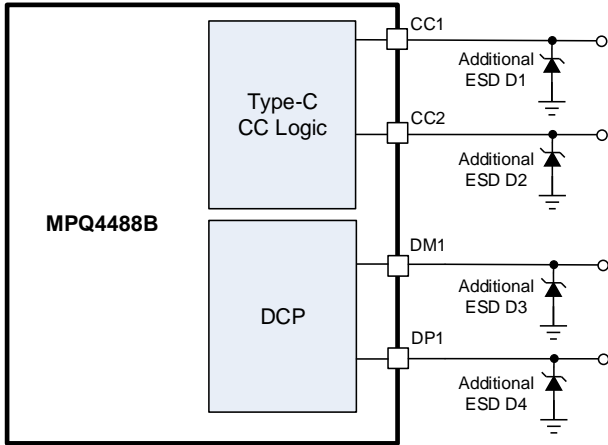 CC1
Additional
ESD D1
Type-C
CC Logic
CC2
Additional
ESD D2
MPQ4488B
DM1
Additional
ESD D3
DCP
DP1
Additional
ESD D4